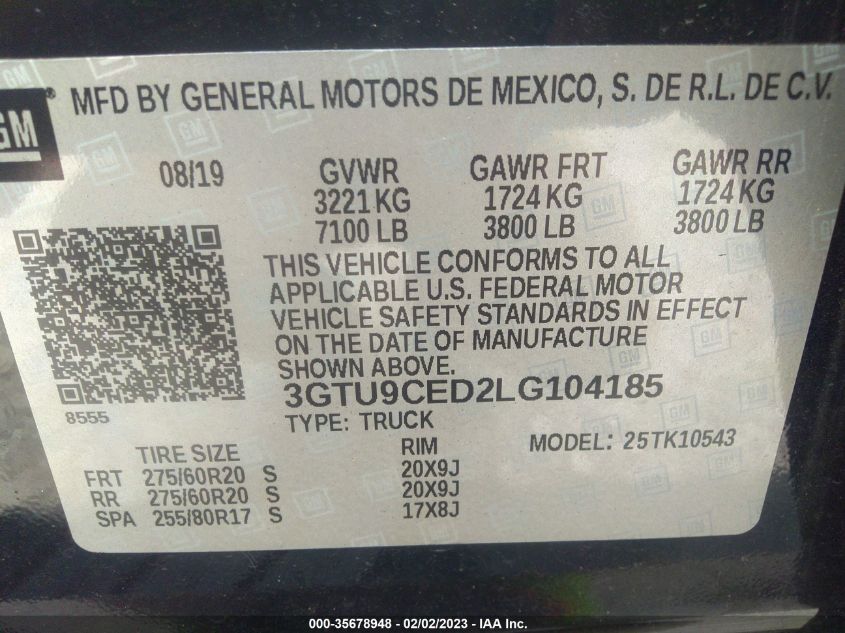 GM ® MFD BY GENERAL MOTORS DE MEXICO, S. DE R.L. DE C.V.
08/19 GVWR GAWR FRT GAWR RR
3221 KG 1724 KG 1724 KG
7100 LB 3800 LB 3800 LB
THIS VEHICLE CONFORMS TO ALL
APPLICABLE U.S. FEDERAL MOTOR
VEHICLE SAFETY STANDARDS IN EFFECT
ON THE DATE OF MANUFACTURE
SHOWN ABOVE.
3GTU9CED2LG104185
8555 TYPE: TRUCK
MODEL: 25TK10543
TIRE SIZE RIM
FRT 275/60R20 S 20X9J
RR 275/60R20 S 20X9J
SPA 255/80R17 S 17X8J
000-35678948 - 02/02/2023 - IAA Inc.